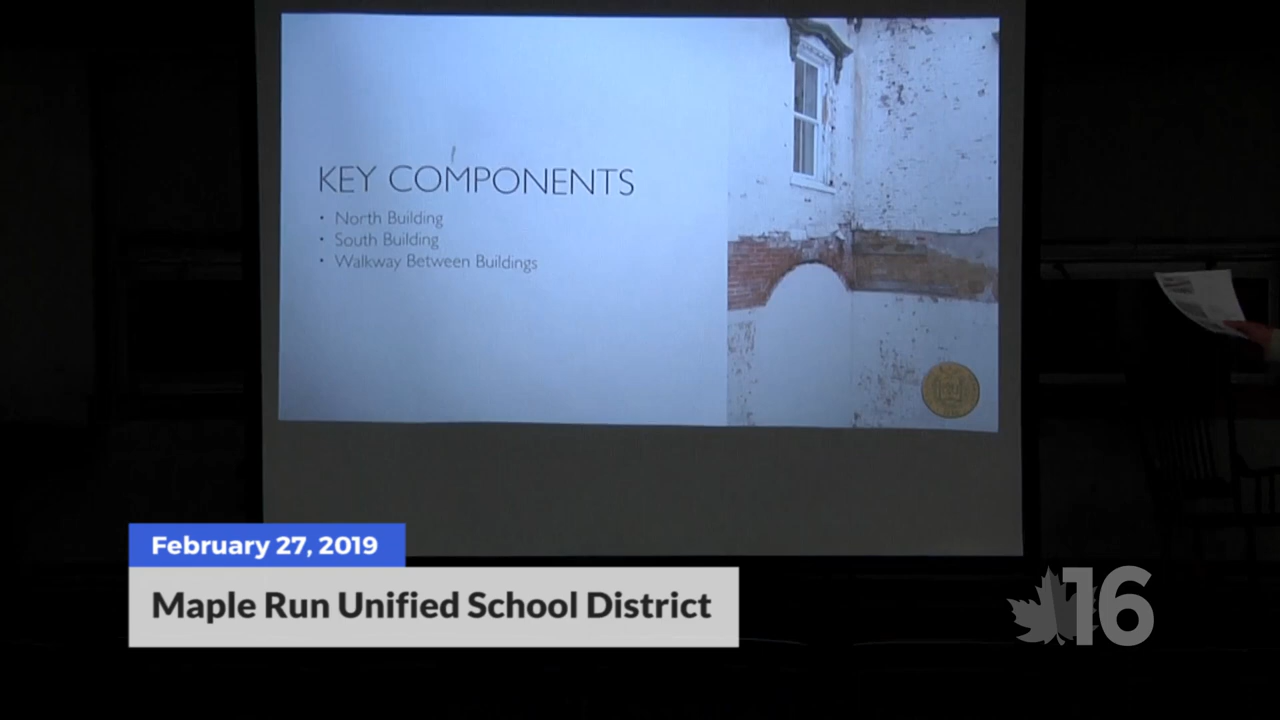 KEY COMPONENTS
• North Building
• South Building
• Walkway Between Buildings
February 27, 2019
Maple Run Unified School District
16